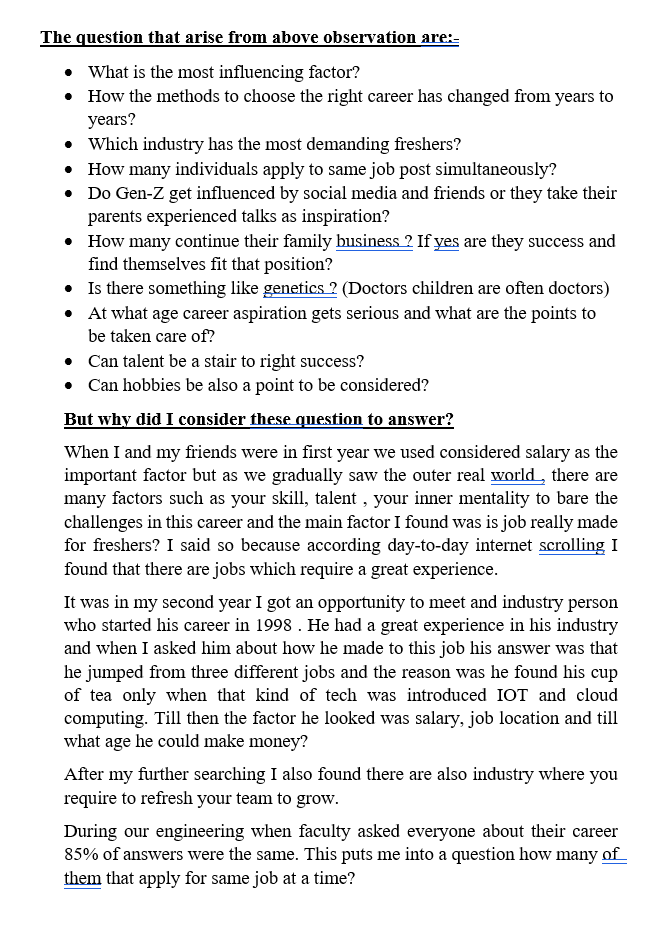 The question that arise from above observation are:-
• What is the most influencing factor?
• How the methods to choose the right career has changed from years to
years?
• Which industry has the most demanding freshers?
• How many individuals apply to same job post simultaneously?
• Do Gen-Z get influenced by social media and friends or they take their
parents experienced talks as inspiration?
• How many continue their family business ? If yes are they success and
find themselves fit that position?
• Is there something like genetics ? (Doctors children are often doctors)
• At what age career aspiration gets serious and what are the points to
be taken care of?
• Can talent be a stair to right success?
• Can hobbies be also a point to be considered?
But why did I consider these question to answer?
When I and my friends were in first year we used considered salary as the
important factor but as we gradually saw the outer real world , there are
many factors such as your skill, talent , your inner mentality to bare the
challenges in this career and the main factor I found was is job really made
for freshers? I said so because according day-to-day internet scrolling I
found that there are jobs which require a great experience.
It was in my second year I got an opportunity to meet and industry person
who started his career in 1998 . He had a great experience in his industry
and when I asked him about how he made to this job his answer was that
he jumped from three different jobs and the reason was he found his cup
of tea only when that kind of tech was introduced IOT and cloud
computing. Till then the factor he looked was salary, job location and till
what age he could make money?
After my further searching I also found there are also industry where you
require to refresh your team to grow.
During our engineering when faculty asked everyone about their career
85% of answers were the same. This puts me into a question how many of
them that apply for same job at a time?